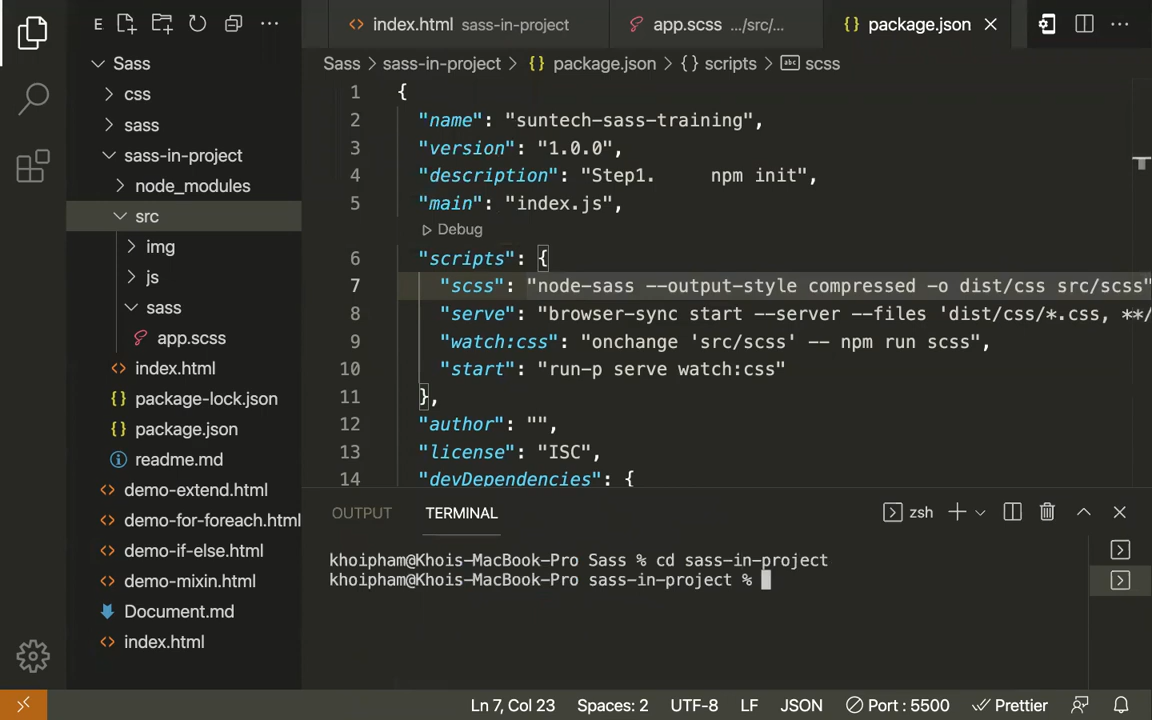 E
index.html sass-in-project
app.scss .../src/...
package.json
Sass
css
sass
sass-in-project
node_modules
src
img
js
sass
app.scss
index.html
package-lock.json
package.json
readme.md
demo-extend.html
demo-for-foreach.html
demo-if-else.html
demo-mixin.html
Document.md
index.html
Sass > sass-in-project > {} package.json > {} scripts > abc scss
1 {
2 "name": "suntech-sass-training",
3 "version": "1.0.0",
4 "description": "Step1. npm init",
5 "main": "index.js",
Debug
6 "scripts": {
7 "scss": "node-sass --output-style compressed -o dist/css src/scss"
8 "serve": "browser-sync start --server --files 'dist/css/*.css, **/
9 "watch:css": "onchange 'src/scss' -- npm run scss",
10 "start": "run-p serve watch:css"
11 },
12 "author": "",
13 "license": "ISC",
14 "devDependencies": {
OUTPUT TERMINAL zsh
khoipham@Khois-MacBook-Pro Sass % cd sass-in-project
khoipham@Khois-MacBook-Pro sass-in-project %
Ln 7, Col 23 Spaces: 2 UTF-8 LF JSON Port : 5500 Prettier